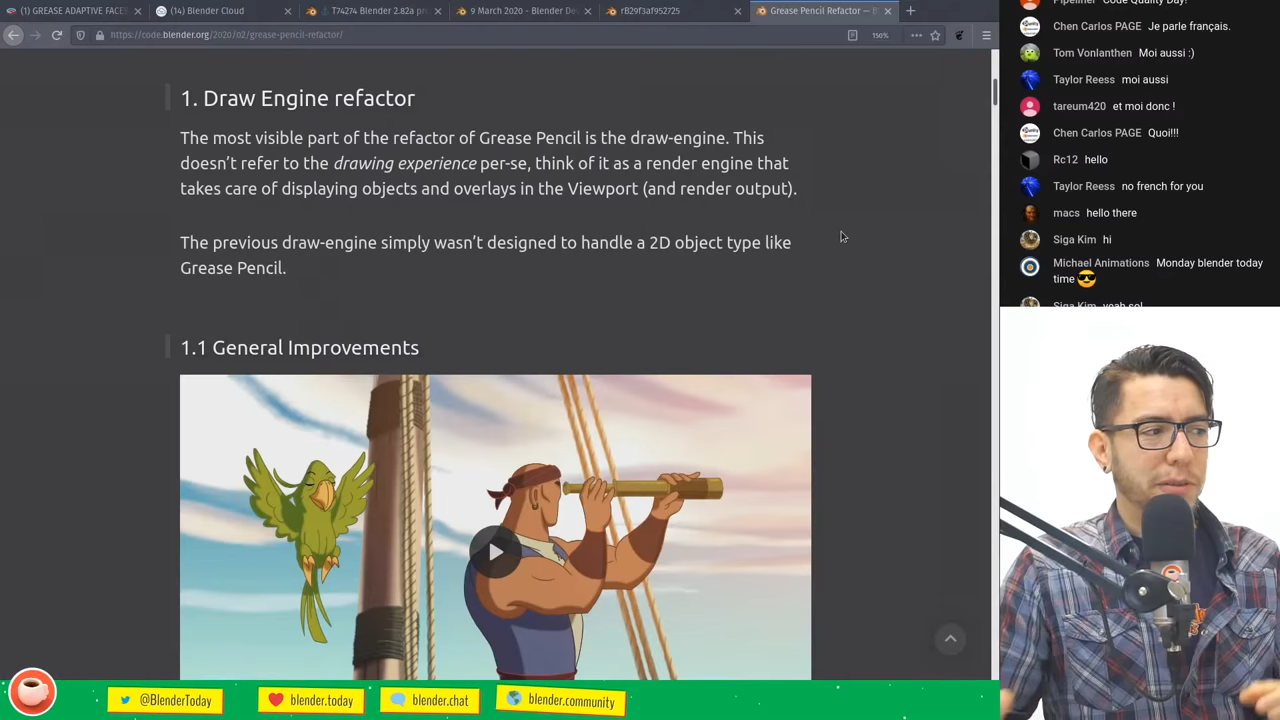 (1) GREASE ADAPTIVE FACES
(14) Blender Cloud
T74274 Blender 2.82a
9 March 2020 - Blender De
rB29f3af952725
Grease Pencil Refactor — B
https://code.blender.org/2020/02/grease-pencil-refactor/
150%
1. Draw Engine refactor
The most visible part of the refactor of Grease Pencil is the draw-engine. This
doesn’t refer to the drawing experience per-se, think of it as a render engine that
takes care of displaying objects and overlays in the Viewport (and render output).
The previous draw-engine simply wasn’t designed to handle a 2D object type like
Grease Pencil.
1.1 General Improvements
Code Quality Day!
Chen Carlos PAGE Je parle français.
Tom Vonlanthen Moi aussi :)
Taylor Reess moi aussi
tareum420 et moi donc !
Chen Carlos PAGE Quoi!!!
Rc12 hello
Taylor Reess no french for you
macs hello there
Siga Kim hi
Michael Animations Monday blender today
time 😎
@BlenderToday
blender.today
blender.chat
blender.community